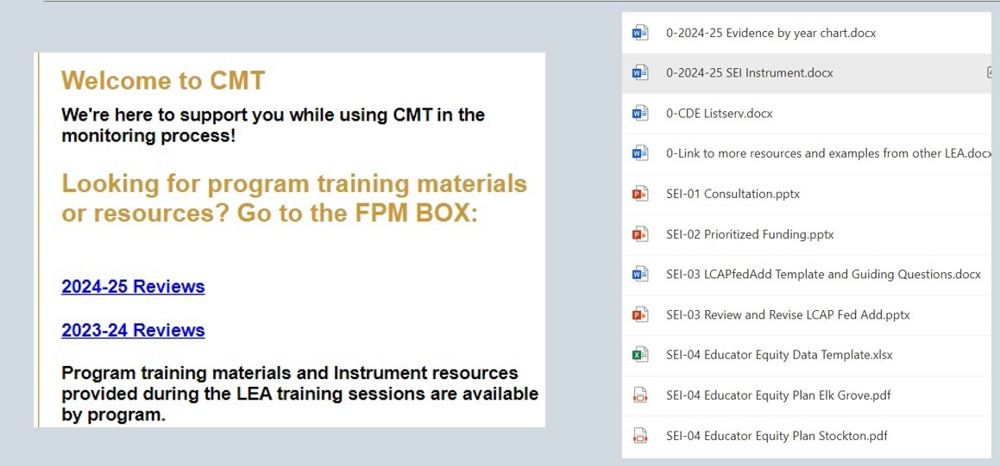 Welcome to CMT
We're here to support you while using CMT in the
monitoring process!
Looking for program training materials
or resources? Go to the FPM BOX:
2024-25 Reviews
2023-24 Reviews
Program training materials and Instrument resources
provided during the LEA training sessions are available
by program.
0-2024-25 Evidence by year chart.docx
0-2024-25 SEI Instrument.docx
0-CDE Listserv.docx
0-Link to more resources and examples from other LEA.docx
SEI-01 Consultation.pptx
SEI-02 Prioritized Funding.pptx
SEI-03 LCAPfedAdd Template and Guiding Questions.docx
SEI-03 Review and Revise LCAP Fed Add.pptx
SEI-04 Educator Equity Data Template.xlsx
SEI-04 Educator Equity Plan Elk Grove.pdf
SEI-04 Educator Equity Plan Stockton.pdf